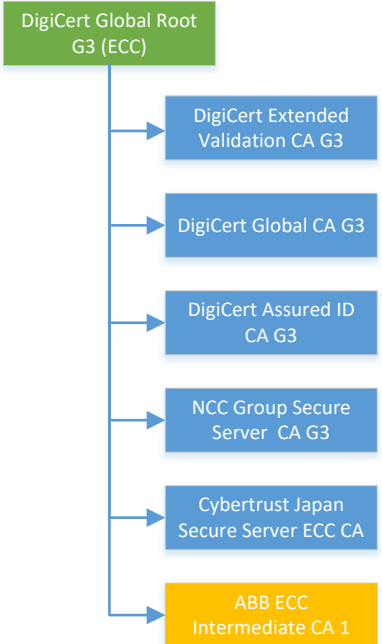 DigiCert Global Root
G3 (ECC)
DigiCert Extended
Validation CA G3
DigiCert Global CA G3
DigiCert Assured ID
CA G3
NCC Group Secure
Server  CA G3
Cybertrust Japan
Secure Server ECC CA
ABB ECC
Intermediate CA 1